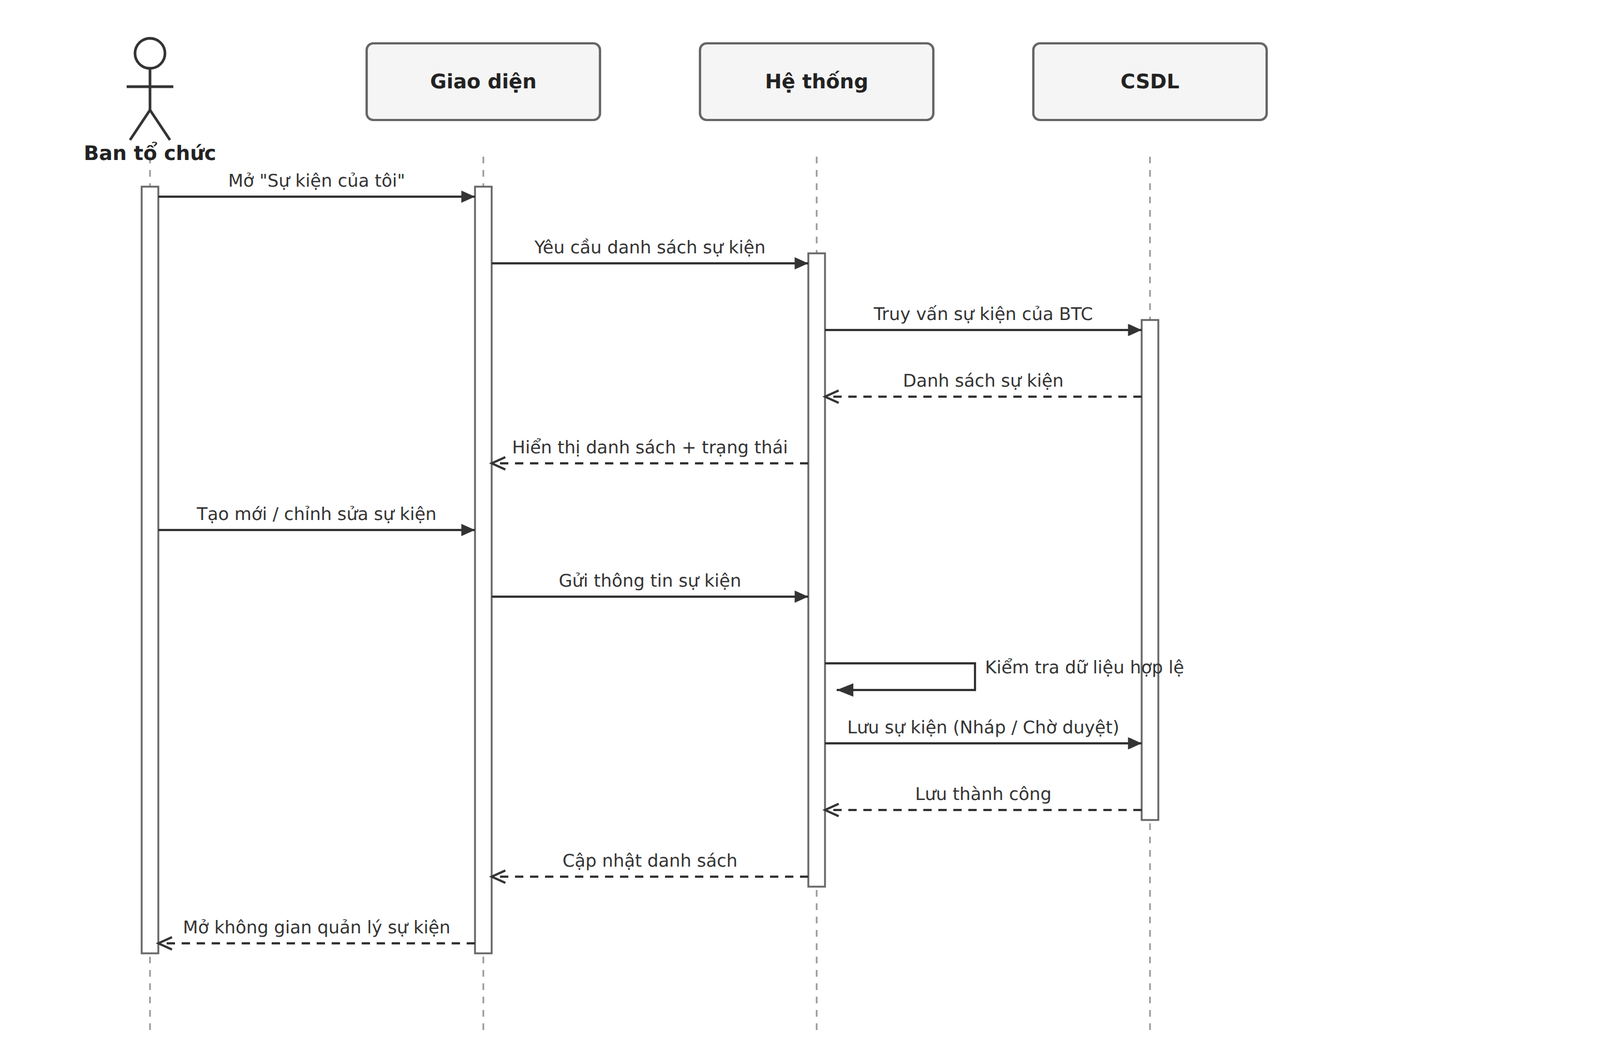 Ban tổ chức
Giao diện
Hệ thống
CSDL
Mở "Sự kiện của tôi"
Yêu cầu danh sách sự kiện
Truy vấn sự kiện của BTC
Danh sách sự kiện
Hiển thị danh sách + trạng thái
Tạo mới / chỉnh sửa sự kiện
Gửi thông tin sự kiện
Kiểm tra dữ liệu hợp lệ
Lưu sự kiện (Nháp / Chờ duyệt)
Lưu thành công
Cập nhật danh sách
Mở không gian quản lý sự kiện